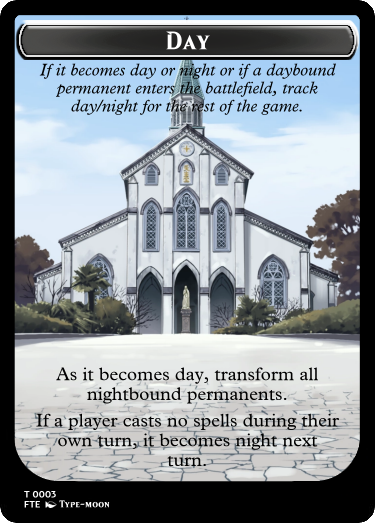 Day
If it becomes day or night or if a daybound
permanent enters the battlefield, track
day/night for the rest of the game.
As it becomes day, transform all
nightbound permanents.
If a player casts no spells during their
own turn, it becomes night next
turn.
T 0003
FTE Type-moon